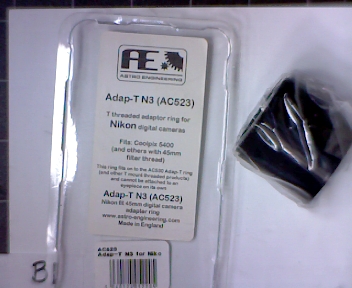 AE
ASTRO ENGINEERING
Adap-T N3 (AC523)
T threaded adaptor ring for
Nikon digital cameras
Fits: Coolpix 5400
(and others with 45mm
filter thread)
This ring fits on to the AC520 Adap-T ring
(and other T mount threaded products)
and cannot be attached to an
eyepiece on its own
Adap-T N3 (AC523)
Nikon fit 45mm digital camera
adaptor ring
www.astro-engineering.com
Made in England
AC523
Adap-T N3 for Niko
B